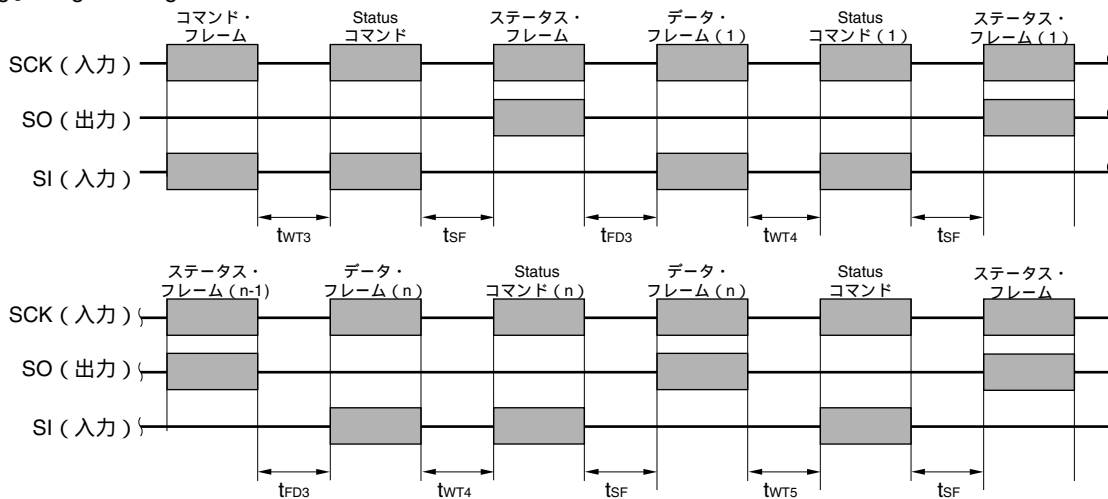 コマンド・ Status ステータス・ データ・ Status ステータス・
フレーム コマンド フレーム フレーム(1) コマンド(1) フレーム(1)
SCK(入力)
SO(出力)
SI(入力)
tWT3 tSF tFD3 tWT4 tSF
ステータス・ データ・ Status データ・ Status ステータス・
フレーム(n-1) フレーム(n) コマンド(n) フレーム(n) コマンド フレーム
SCK(入力)
SO(出力)
SI(入力)
tFD3 tWT4 tSF tWT5 tSF